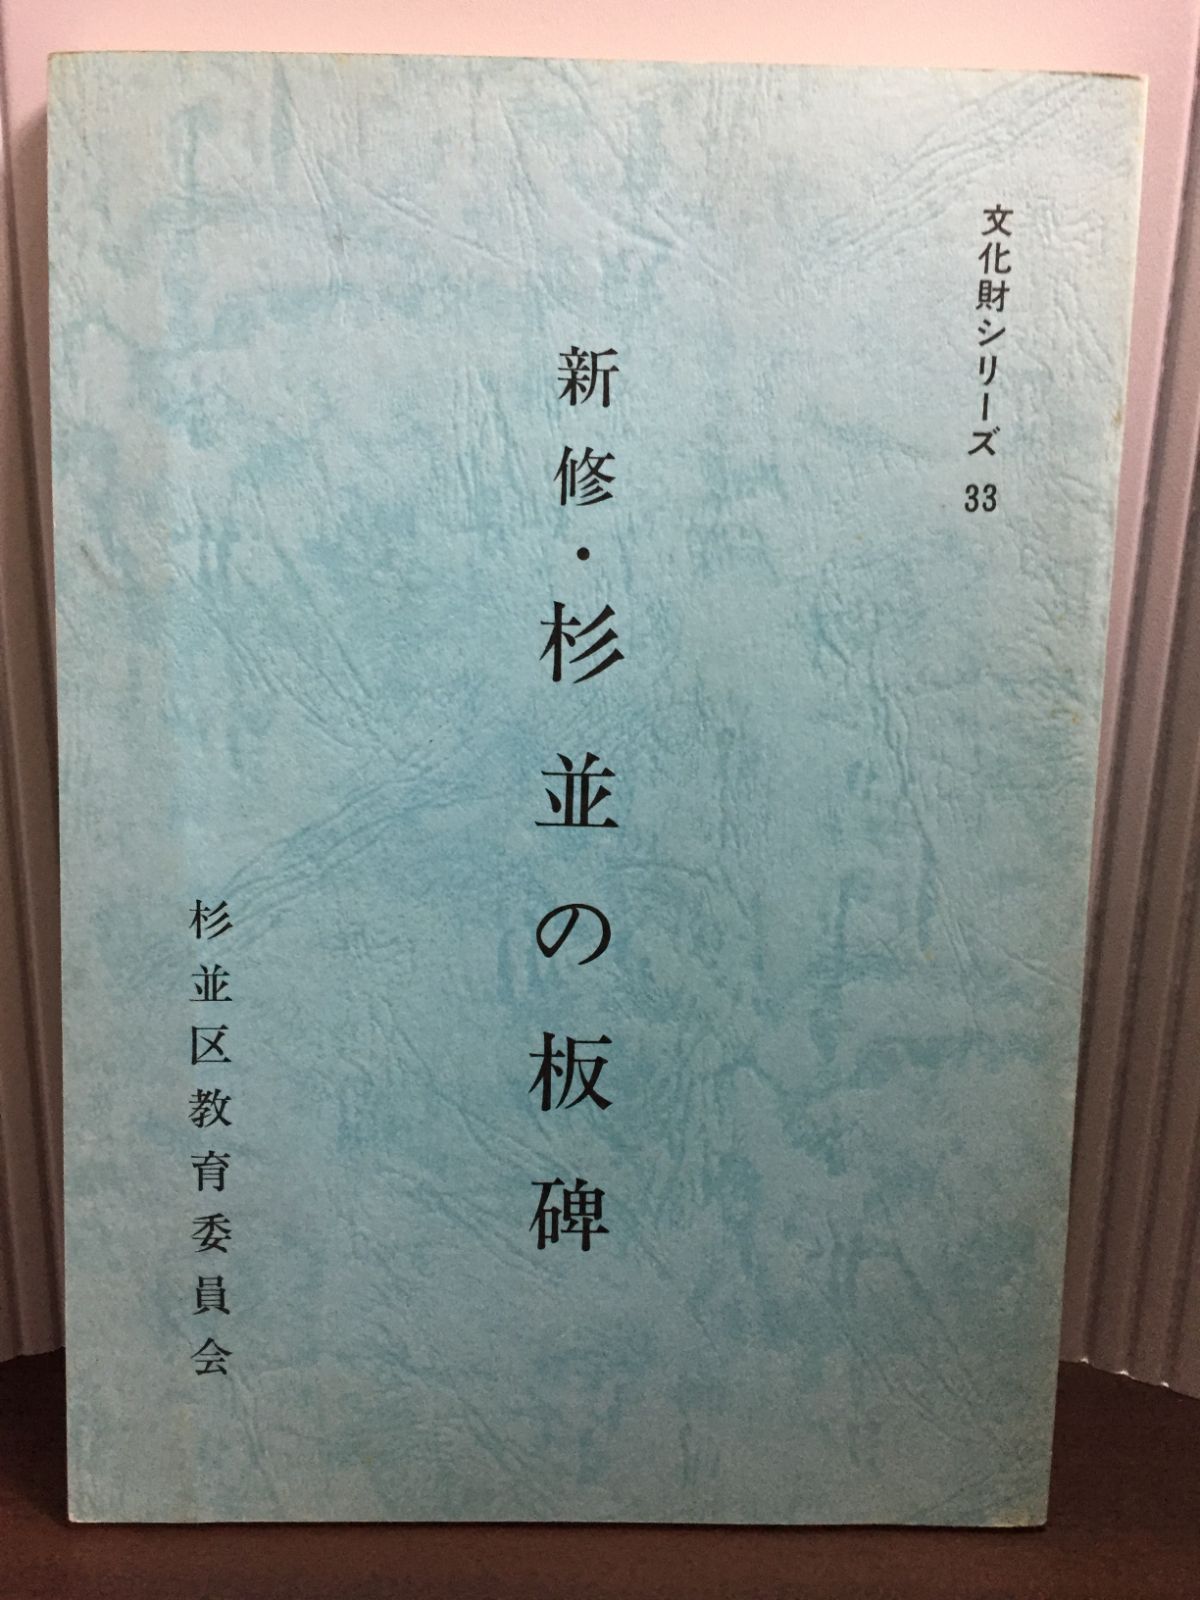 文化財シリーズ 33
新修・杉並の板碑
杉並区教育委員会